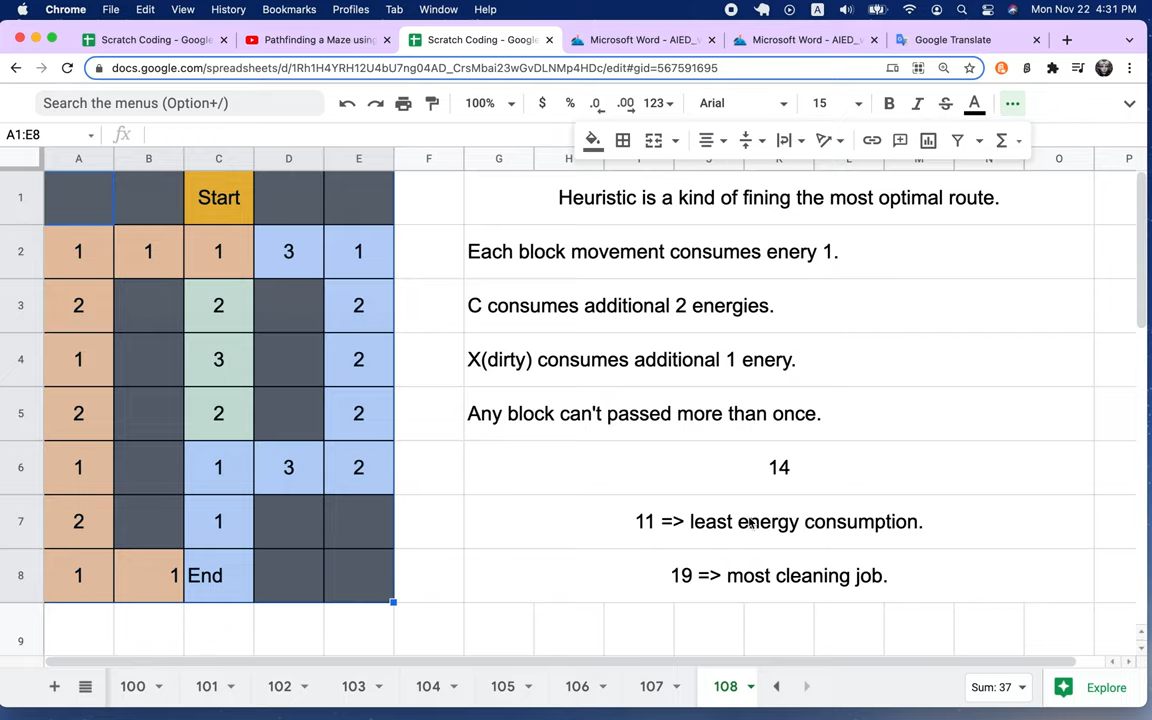 Chrome File Edit View History Bookmarks Profiles Tab Window Help A Mon Nov 22 4:31 PM
Scratch Coding - Google Pathfinding a Maze using Scratch Coding - Google Microsoft Word - AIED_ Microsoft Word - AIED_ Google Translate
docs.google.com/spreadsheets/d/1Rh1H4YRH12U4bU7ng04AD_CrsMbai23wGvDLNMp4HDc/edit#gid=567591695
Search the menus (Option+/) 100% $ % .0 .00 123 Arial 15 B I S A
A1:E8 fx
A B C D E F G H K O P
1 Start Heuristic is a kind of fining the most optimal route.
2 1 1 1 3 1 Each block movement consumes enery 1.
3 2 2 2 C consumes additional 2 energies.
4 1 3 2 X(dirty) consumes additional 1 enery.
5 2 2 2 Any block can't passed more than once.
6 1 1 3 2 14
7 2 1 11 => least energy consumption.
8 1 1 End 19 => most cleaning job.
9
100 101 102 103 104 105 106 107 108 Sum: 37 Explore